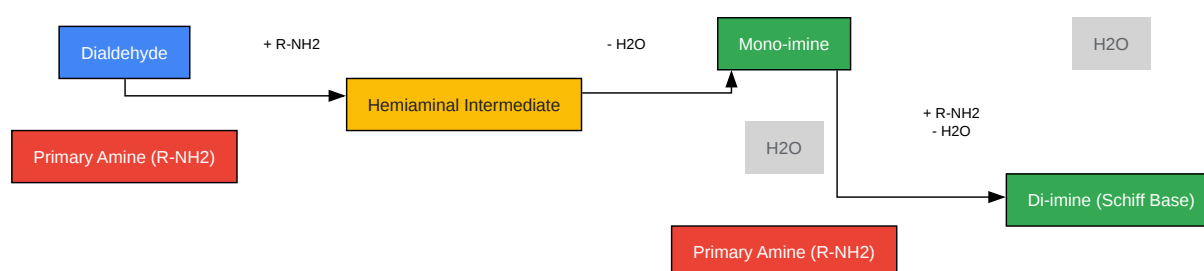 Dialdehyde
+ R-NH2
- H2O
Mono-imine
H2O
Hemiaminal Intermediate
Primary Amine (R-NH2)
H2O
+ R-NH2
- H2O
Di-imine (Schiff Base)
Primary Amine (R-NH2)